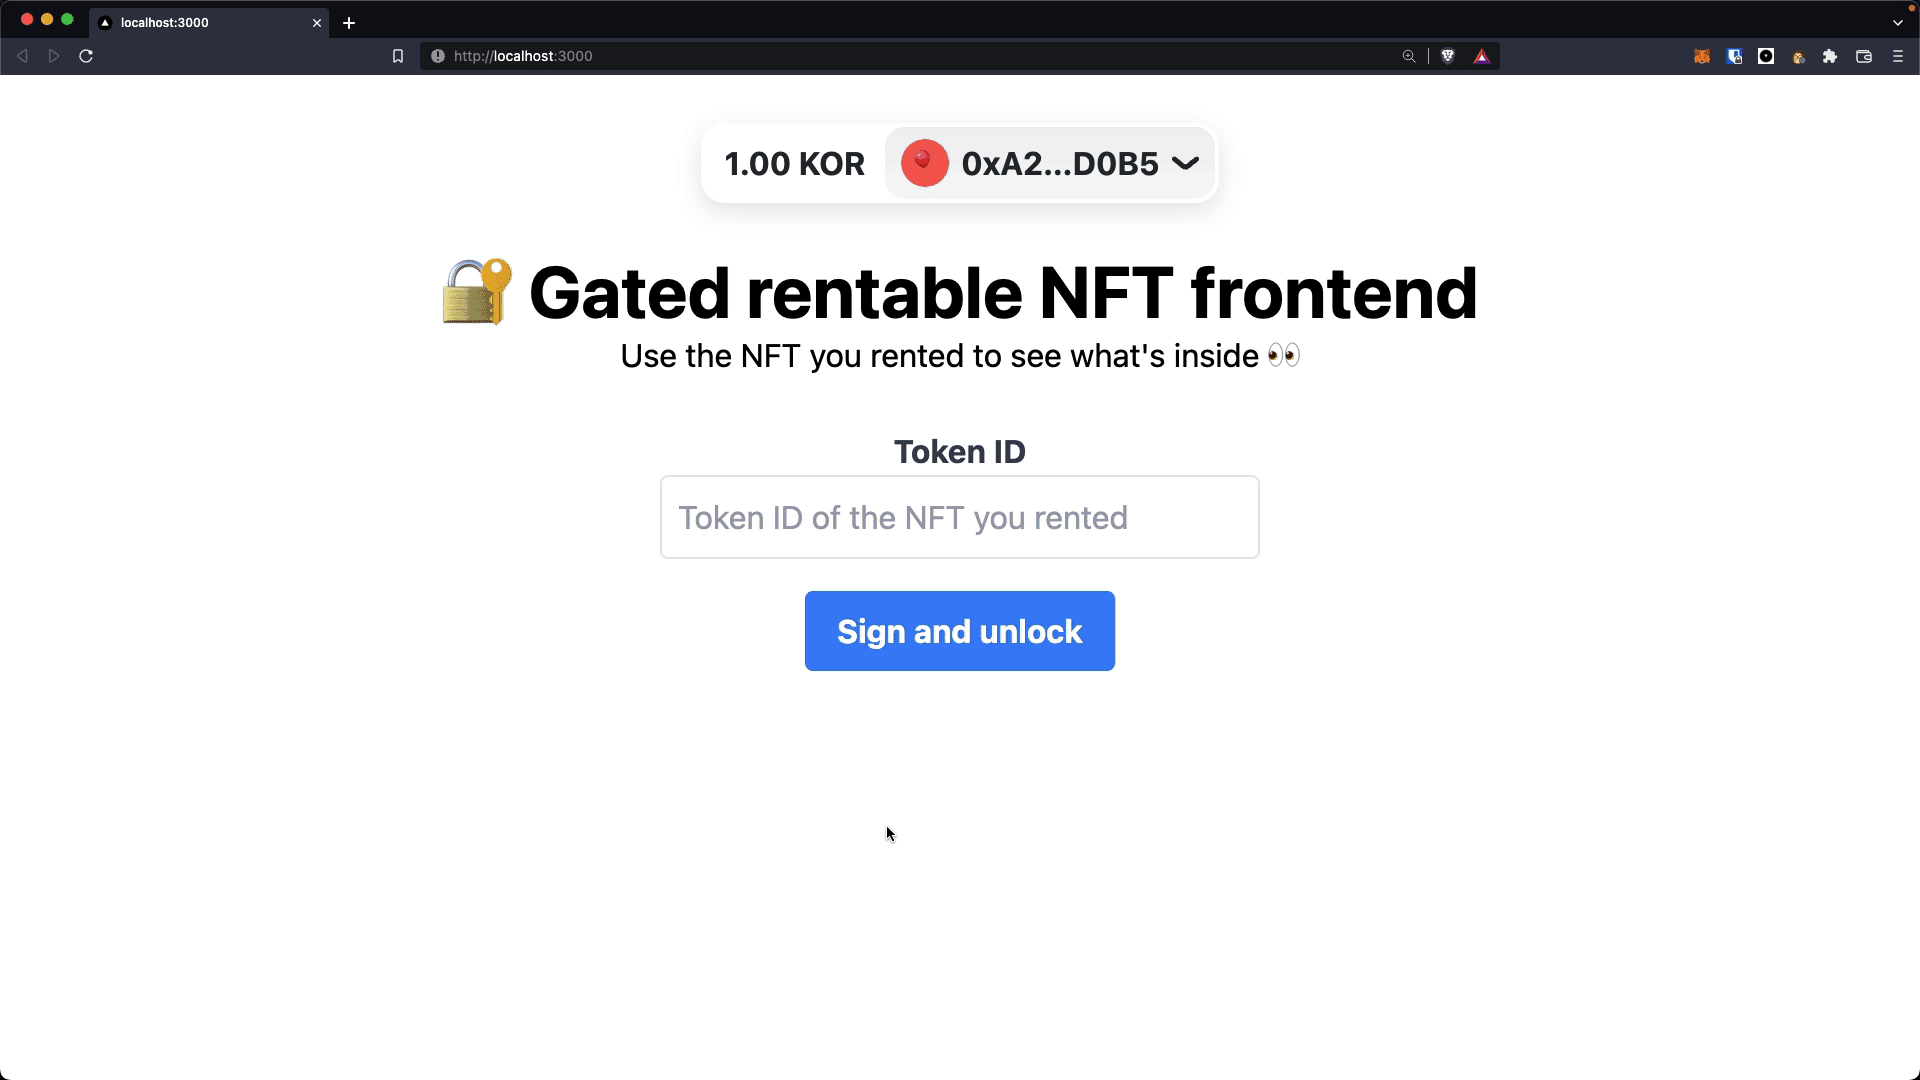 localhost:3000
http://localhost:3000
1.00 KOR 0xA2...D0B5
🔐 Gated rentable NFT frontend
Use the NFT you rented to see what's inside 👀
Token ID
Token ID of the NFT you rented
Sign and unlock